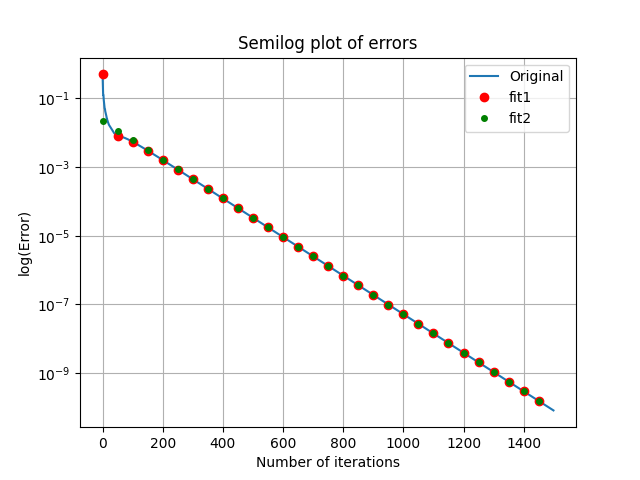 Semilog plot of errors
log(Error)
10⁻¹
10⁻³
10⁻⁵
10⁻⁷
10⁻⁹
Original
fit1
fit2
0 200 400 600 800 1000 1200 1400
Number of iterations